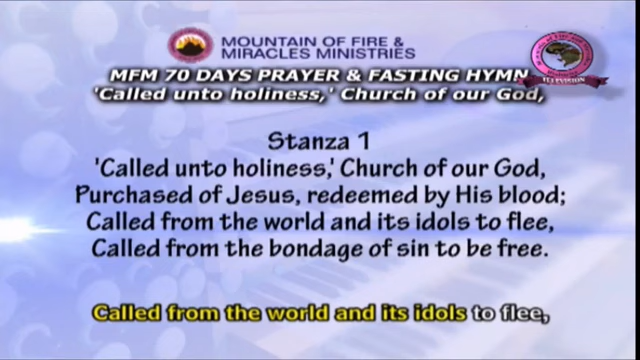 MOUNTAIN OF FIRE &
MIRACLES MINISTRIES
MFM 70 DAYS PRAYER & FASTING HYMN
'Called unto holiness,' Church of our God,
TELEVISION
Stanza 1
'Called unto holiness,' Church of our God,
Purchased of Jesus, redeemed by His blood;
Called from the world and its idols to flee,
Called from the bondage of sin to be free.
Called from the world and its idols to flee,